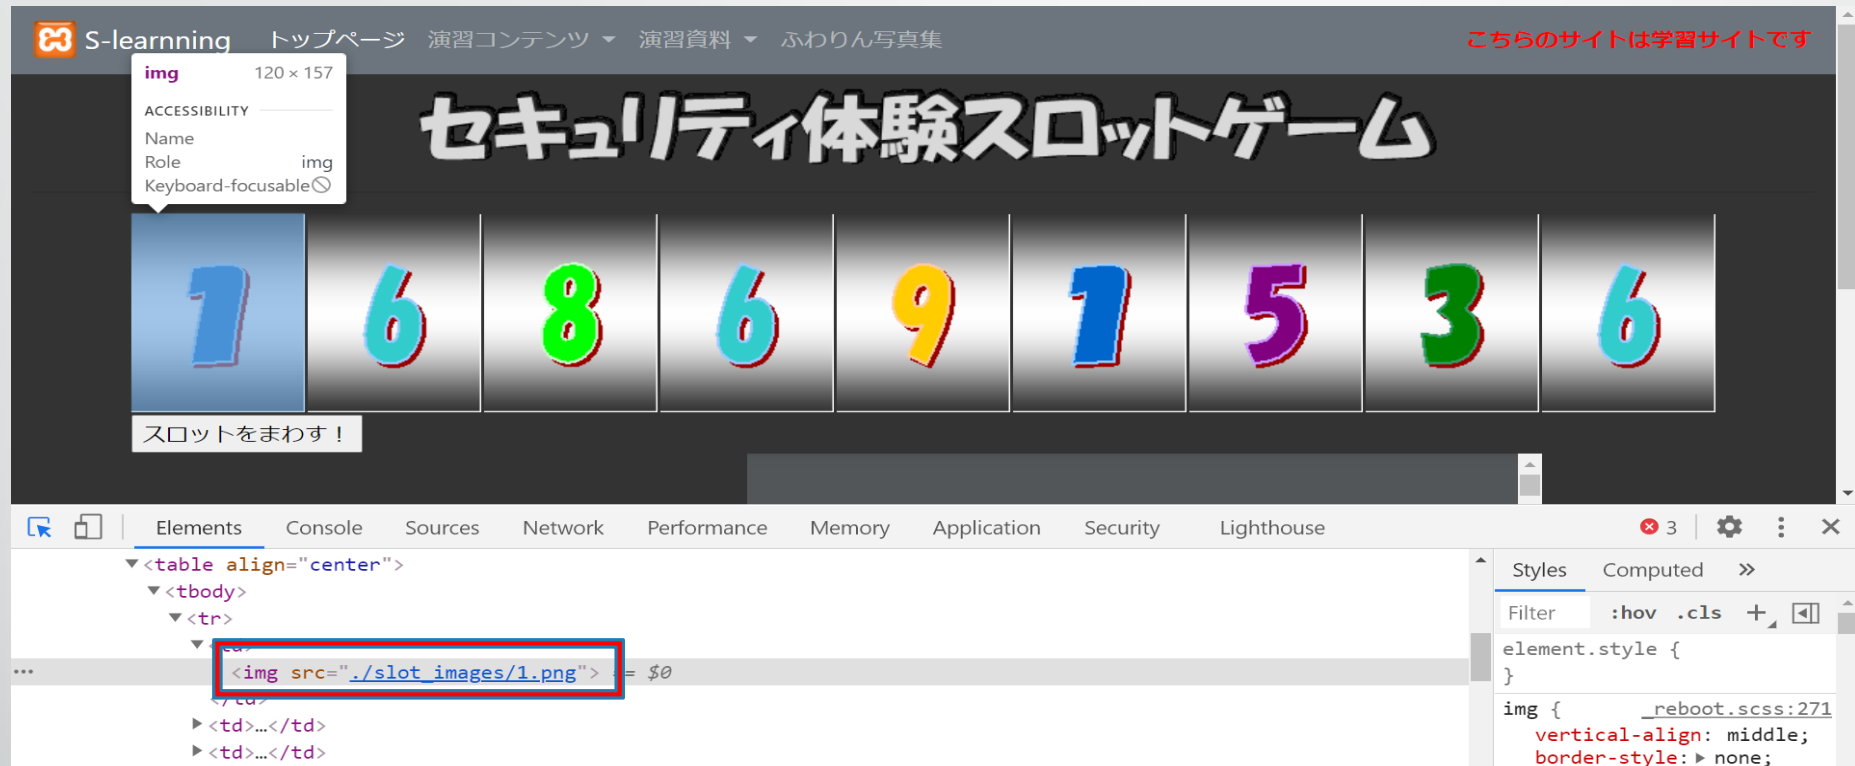 S-learnning トップページ 演習コンテンツ 演習資料 ふわりん写真集 こちらのサイトは学習サイトです
img 120 × 157
ACCESSIBILITY
Name
Role img
Keyboard-focusable
セキュリティ体験スロットゲーム
1 6 8 6 9 1 5 3 6
スロットをまわす！
Elements Console Sources Network Performance Memory Application Security Lighthouse 3
<table align="center">
<tbody>
<tr>
<td>
<img src="./slot_images/1.png"> == $0
</td>
<td>…</td>
<td>…</td>
Styles Computed »
Filter :hov .cls +
element.style {
}
img { _reboot.scss:271
vertical-align: middle;
border-style: none;